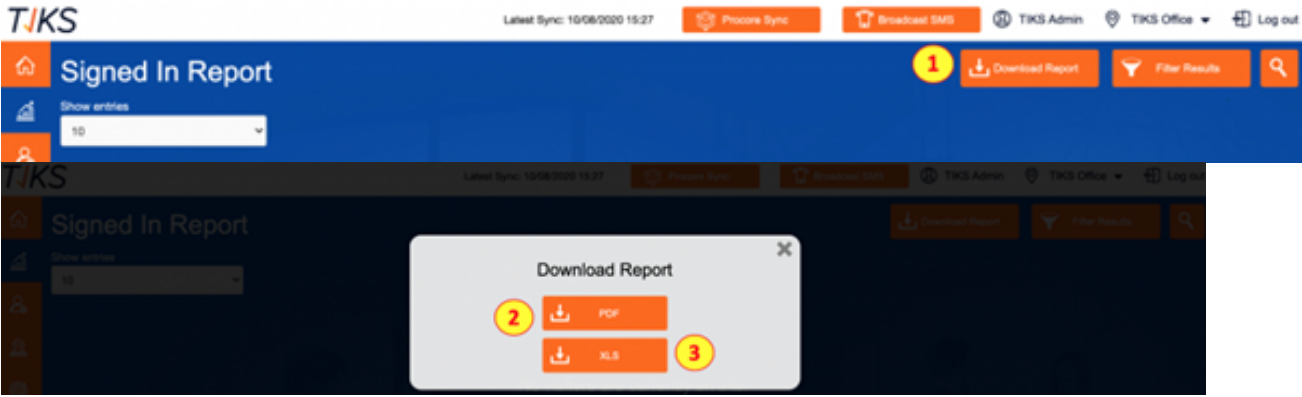 TIKS Latest Sync: 10/08/2020 15:27 Procore Sync Broadcast SMS TIKS Admin TIKS Office Log out
Signed In Report 1 Download Report Filter Results
Show entries
10
TIKS Latest Sync: 10/08/2020 15:27 Procore Sync Broadcast SMS TIKS Admin TIKS Office Log out
Signed In Report Download Report Filter Results
Show entries
10
Download Report
2 PDF
XLS 3